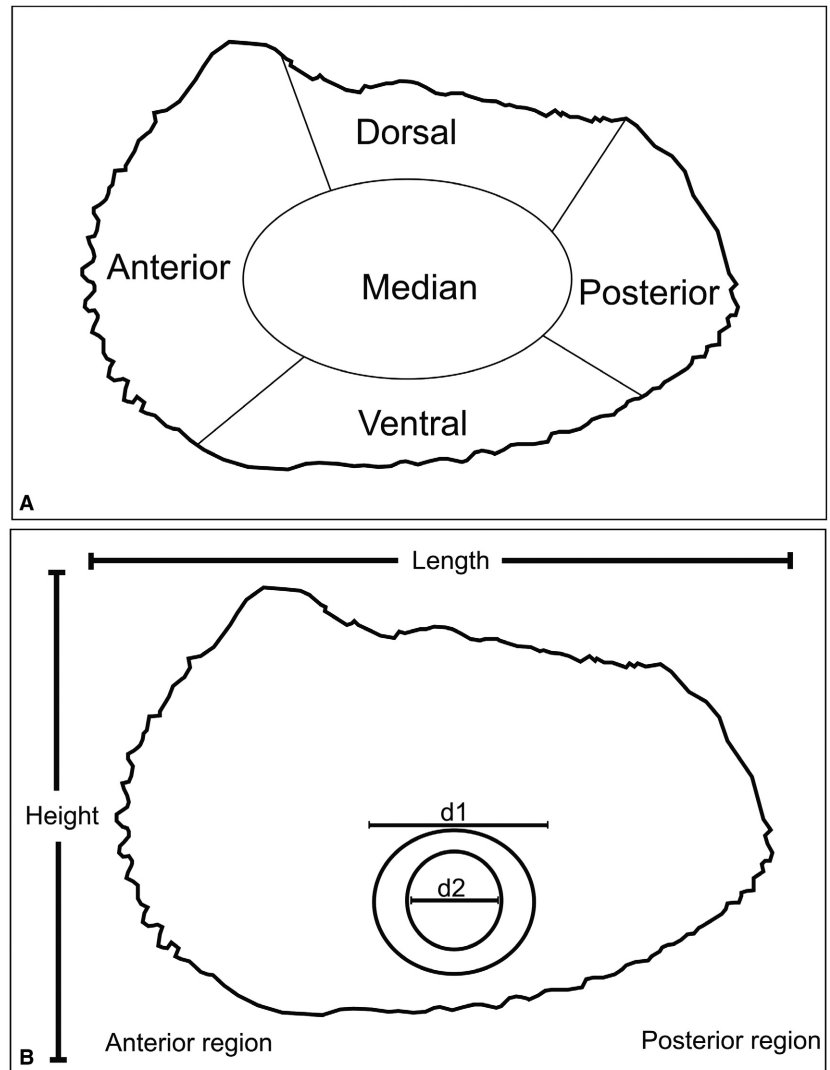 Dorsal
Anterior
Median
Posterior
Ventral
A
Length
Height
d1
d2
Anterior region
Posterior region
B